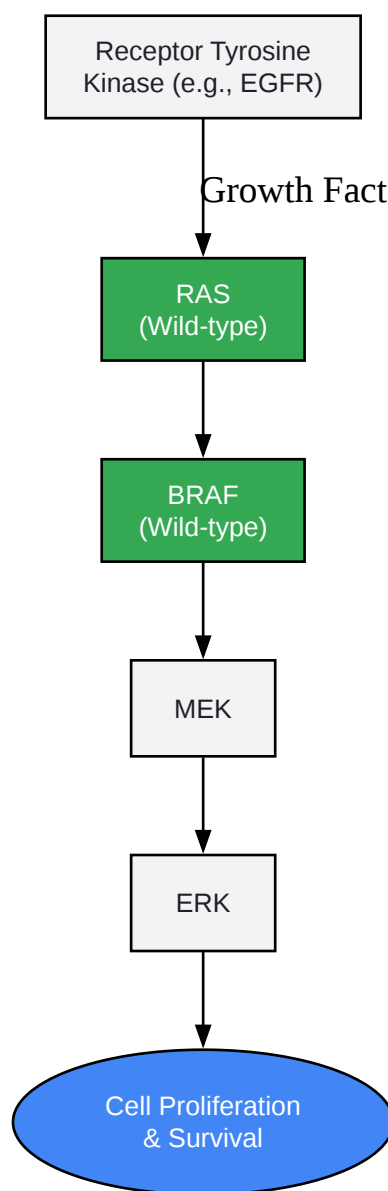 Receptor Tyrosine
Kinase (e.g., EGFR)
Growth Fact
RAS
(Wild-type)
BRAF
(Wild-type)
MEK
ERK
Cell Proliferation
& Survival